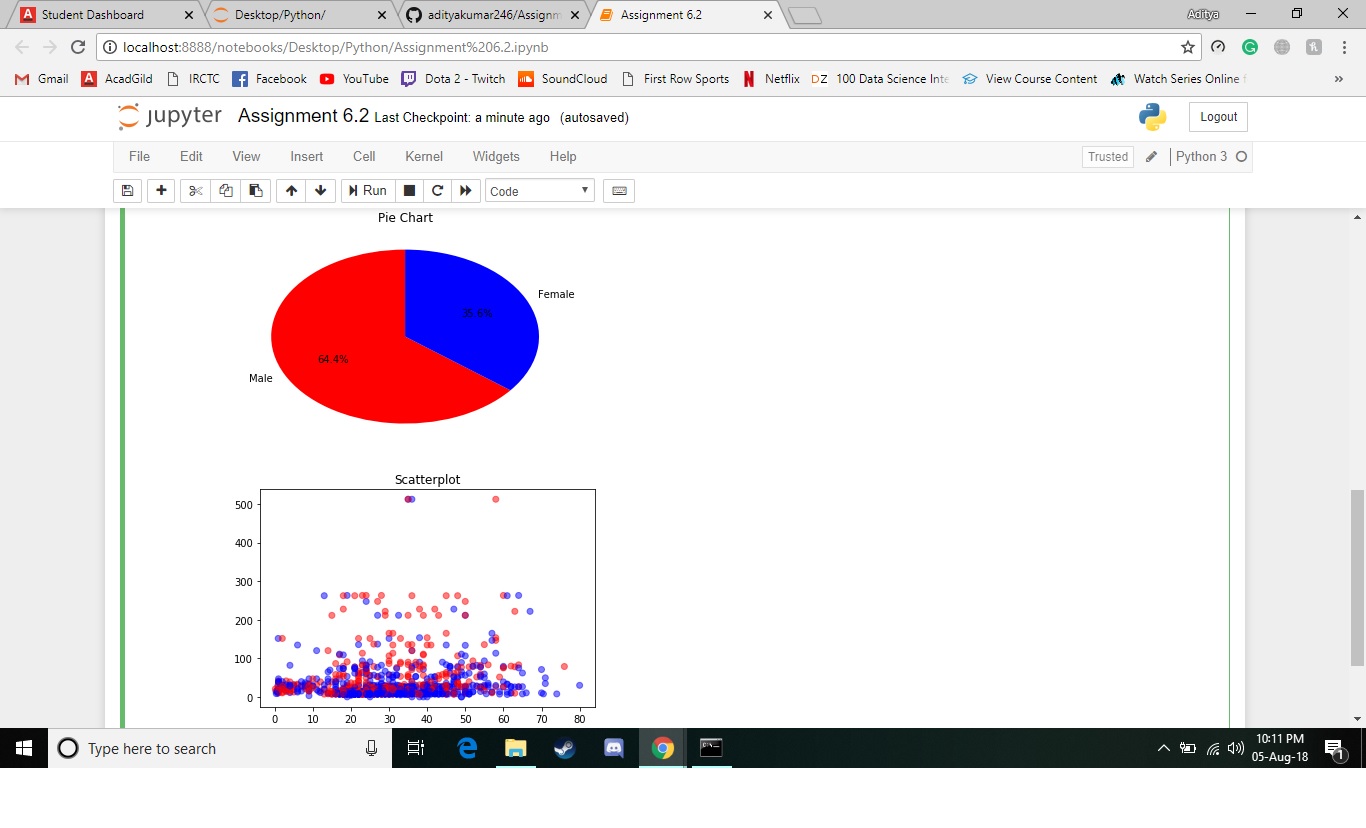 Student Dashboard
Desktop/Python/
adityakumar246/Assignm
Assignment 6.2
Aditya
localhost:8888/notebooks/Desktop/Python/Assignment%206.2.ipynb
Gmail
AcadGild
IRCTC
Facebook
YouTube
Dota 2 - Twitch
SoundCloud
First Row Sports
Netflix
DZ 100 Data Science Inte
View Course Content
Watch Series Online f
»
jupyter Assignment 6.2 Last Checkpoint: a minute ago (autosaved)
Logout
File Edit View Insert Cell Kernel Widgets Help
Trusted
Python 3
Run
Code
Pie Chart
Female
35.6%
64.4%
Male
Scatterplot
500
400
300
200
100
0
0 10 20 30 40 50 60 70 80
Type here to search
10:11 PM
05-Aug-18
1